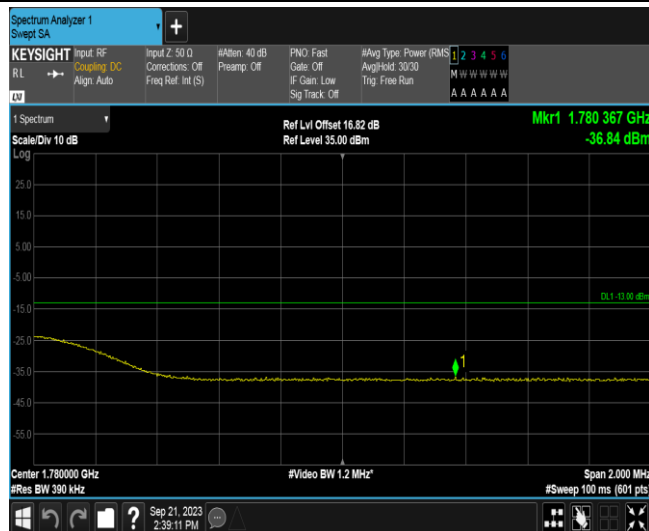 Spectrum Analyzer 1
Swept SA
KEYSIGHT
RL
Input: RF
Coupling: DC
Align: Auto
Input Z: 50 Ω
Corrections: Off
Freq Ref: Int (S)
#Atten: 40 dB
Preamp: Off
PNO: Fast
Gate: Off
IF Gain: Low
Sig Track: Off
#Avg Type: Power (RMS
Avg|Hold: 30/30
Trig: Free Run
1 2 3 4 5 6
M W W W W W
A A A A A A
1 Spectrum
Scale/Div 10 dB
Ref Lvl Offset 16.82 dB
Ref Level 35.00 dBm
Mkr1 1.780 367 GHz
-36.84 dBm
Log
25.0
15.0
5.00
-5.00
-15.0
-25.0
-35.0
-45.0
-55.0
DL1 -13.00 dBm
1
Center 1.780000 GHz
#Res BW 390 kHz
#Video BW 1.2 MHz*
Span 2.000 MHz
#Sweep 100 ms (601 pts)
?
Sep 21, 2023
2:39:11 PM